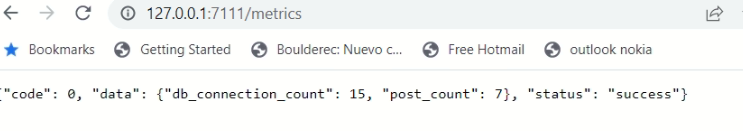 127.0.0.1:7111/metrics
Bookmarks Getting Started Boulderec: Nuevo c... Free Hotmail outlook nokia
{"code": 0, "data": {"db_connection_count": 15, "post_count": 7}, "status": "success"}